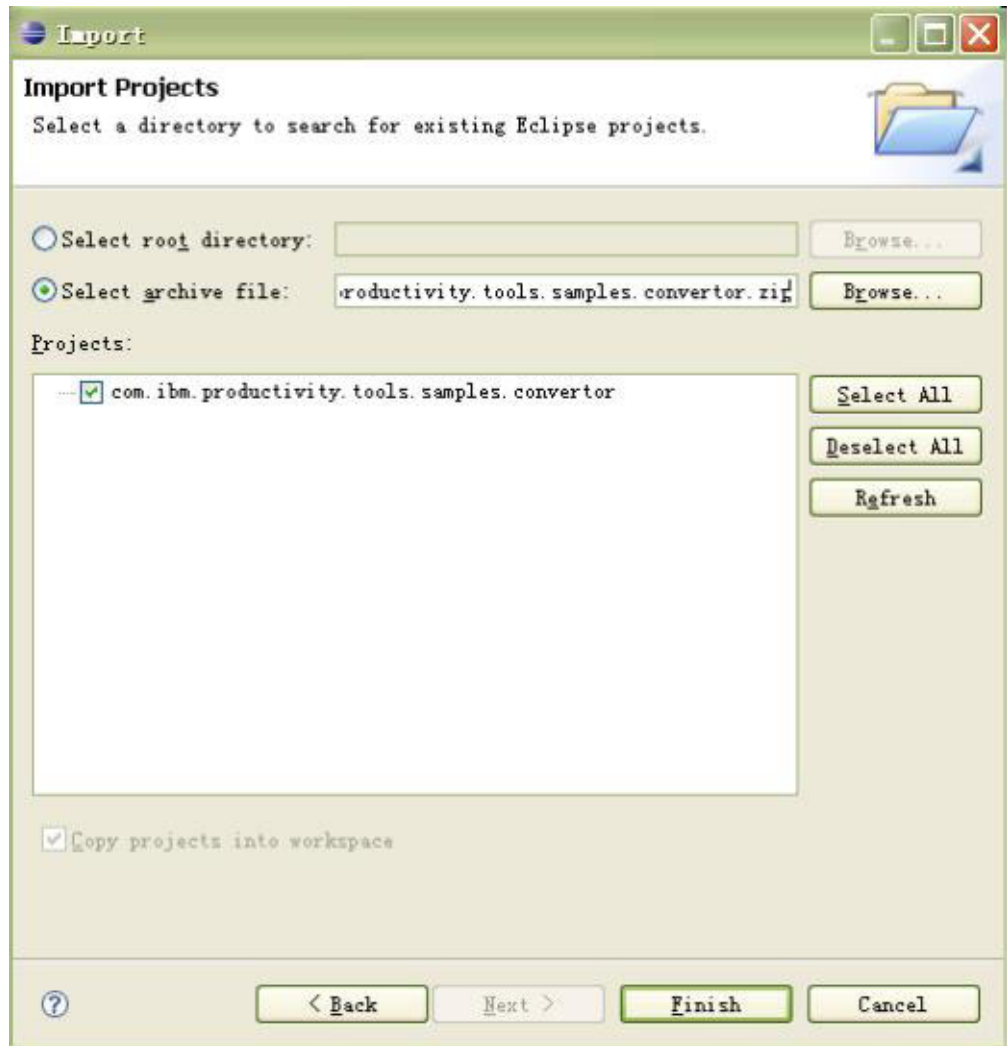 Import
Import Projects
Select a directory to search for existing Eclipse projects.
Select root directory:
Browse...
Select archive file:
roductivity.tools.samples.convertor.zip
Browse...
Projects:
com.ibm.productivity.tools.samples.convertor
Select All
Deselect All
Refresh
Copy projects into workspace
?
< Back
Next >
Finish
Cancel